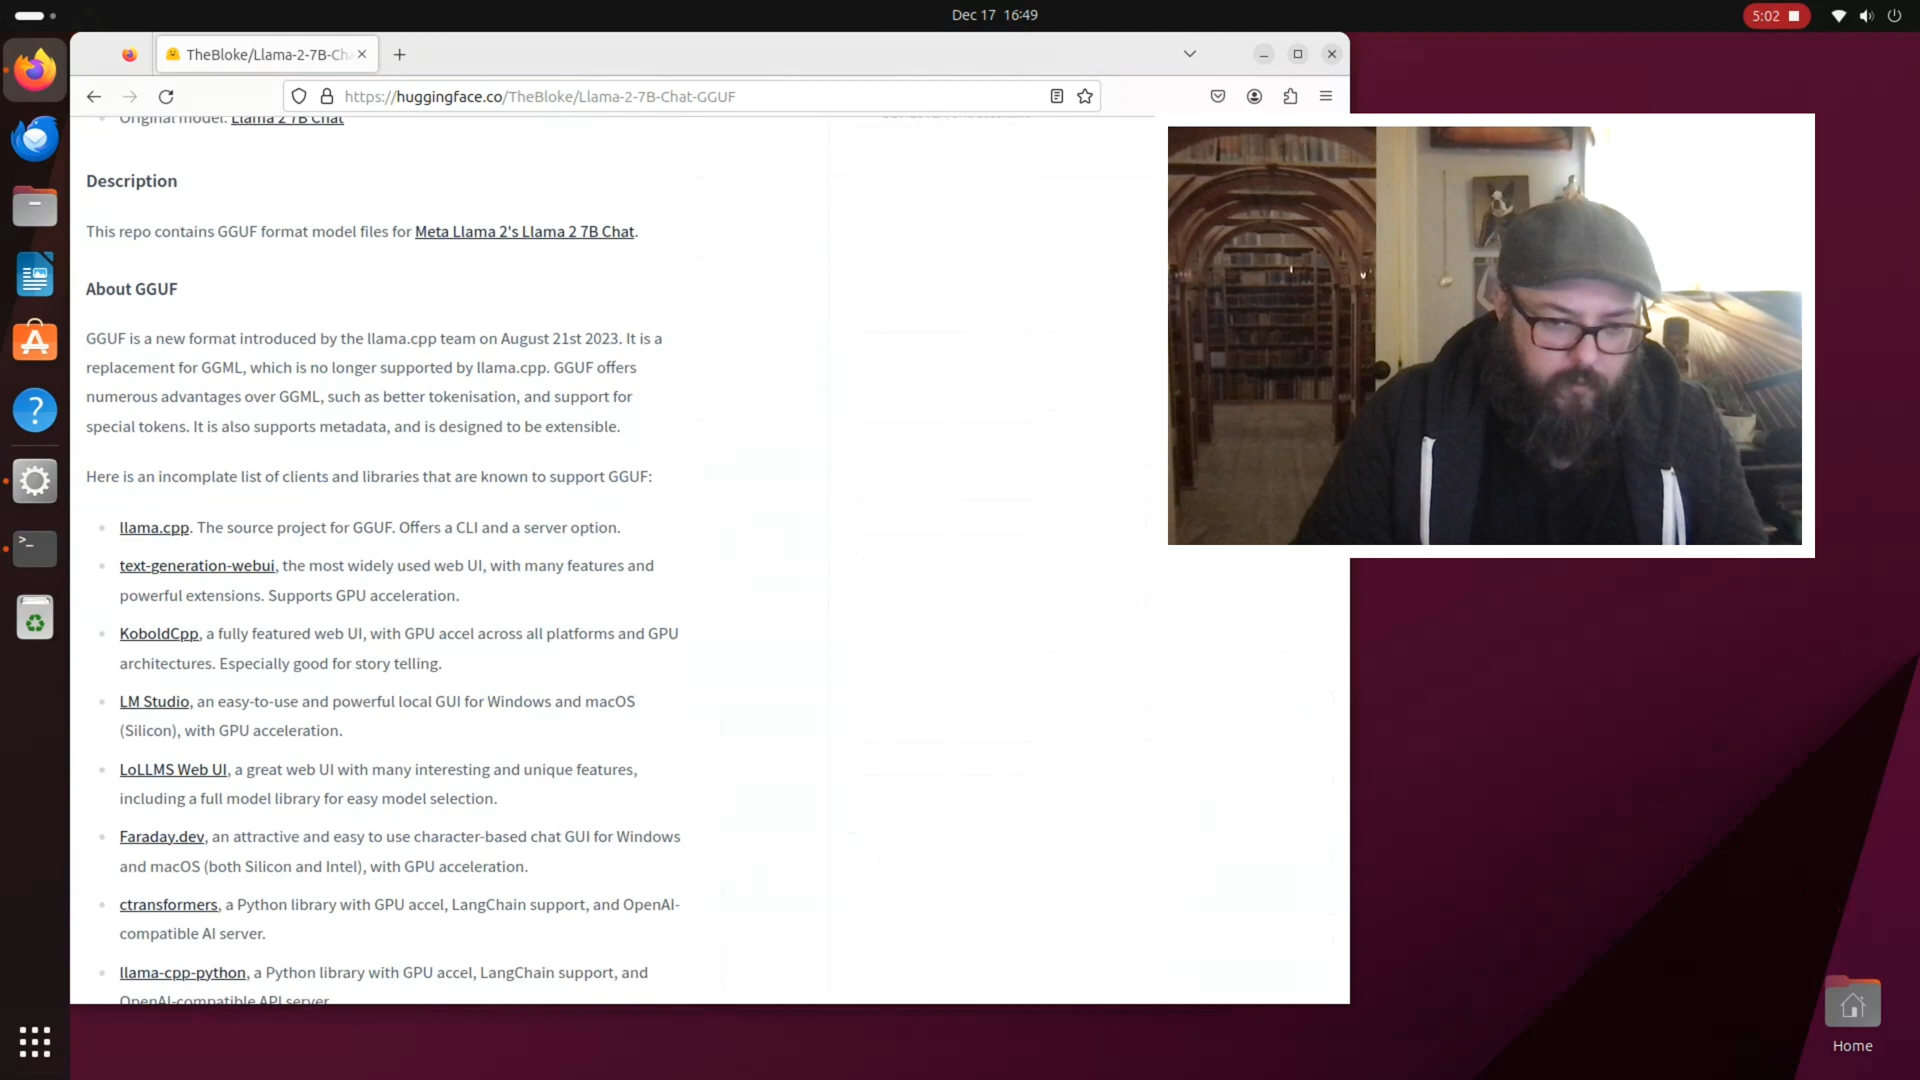 Dec 17 16:49
5:02
TheBloke/Llama-2-7B-Cha
https://huggingface.co/TheBloke/Llama-2-7B-Chat-GGUF
Original model: Llama 2 7B Chat
Description
This repo contains GGUF format model files for Meta Llama 2's Llama 2 7B Chat.
About GGUF
GGUF is a new format introduced by the llama.cpp team on August 21st 2023. It is a
replacement for GGML, which is no longer supported by llama.cpp. GGUF offers
numerous advantages over GGML, such as better tokenisation, and support for
special tokens. It is also supports metadata, and is designed to be extensible.
Here is an incomplate list of clients and libraries that are known to support GGUF:
llama.cpp. The source project for GGUF. Offers a CLI and a server option.
text-generation-webui, the most widely used web UI, with many features and
powerful extensions. Supports GPU acceleration.
KoboldCpp, a fully featured web UI, with GPU accel across all platforms and GPU
architectures. Especially good for story telling.
LM Studio, an easy-to-use and powerful local GUI for Windows and macOS
(Silicon), with GPU acceleration.
LoLLMS Web UI, a great web UI with many interesting and unique features,
including a full model library for easy model selection.
Faraday.dev, an attractive and easy to use character-based chat GUI for Windows
and macOS (both Silicon and Intel), with GPU acceleration.
ctransformers, a Python library with GPU accel, LangChain support, and OpenAI-
compatible AI server.
llama-cpp-python, a Python library with GPU accel, LangChain support, and
OpenAI-compatible API server.
Home